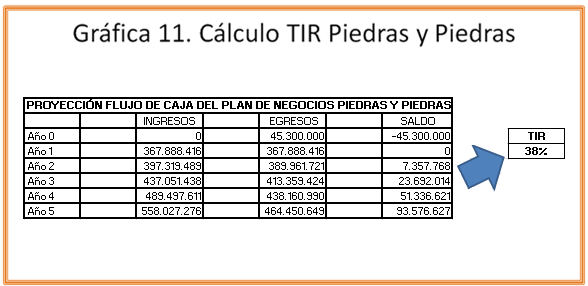 Gráfica 11. Cálculo TIR Piedras y Piedras
PROYECCIÓN FLUJO DE CAJA DEL PLAN DE NEGOCIOS PIEDRAS Y PIEDRAS
INGRESOS EGRESOS SALDO
Año 0 0 45.300.000 -45.300.000
Año 1 367.888.416 367.888.416 0
Año 2 397.319.489 389.961.721 7.357.768
Año 3 437.051.438 413.359.424 23.692.014
Año 4 489.497.611 438.160.990 51.336.621
Año 5 558.027.276 464.450.649 93.576.627
TIR
38%